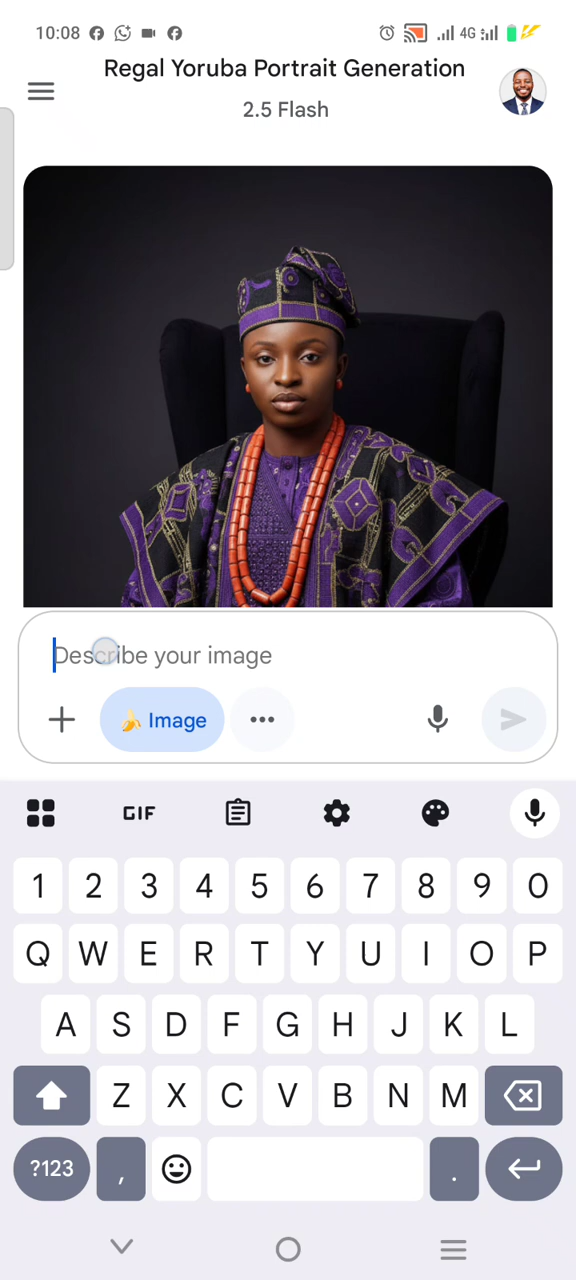 10:08
4G
Regal Yoruba Portrait Generation
2.5 Flash
Describe your image
Image
GIF
1 2 3 4 5 6 7 8 9 0
Q W E R T Y U I O P
A S D F G H J K L
Z X C V B N M
?123 , .